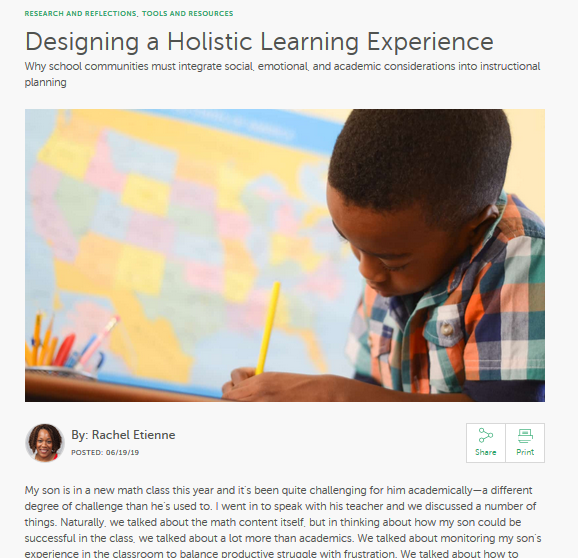 RESEARCH AND REFLECTIONS, TOOLS AND RESOURCES
Designing a Holistic Learning Experience
Why school communities must integrate social, emotional, and academic considerations into instructional
planning
By: Rachel Etienne
POSTED: 06/19/19
Share
Print
My son is in a new math class this year and it's been quite challenging for him academically—a different
degree of challenge than he's used to. I went in to speak with his teacher and we discussed a number of
things. Naturally, we talked about the math content itself, but in thinking about how my son could be
successful in the class, we talked about a lot more than academics. We talked about monitoring my son's
experience in the classroom to balance productive struggle with frustration. We talked about how to